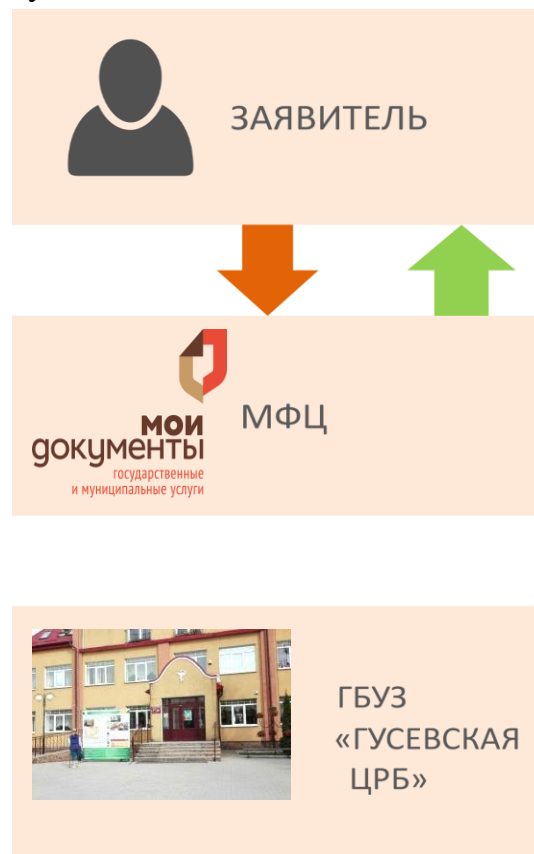 ЗАЯВИТЕЛЬ
МФЦ
мои
документы
государственные
и муниципальные услуги
ГБУЗ
«ГУСЕВСКАЯ
ЦРБ»